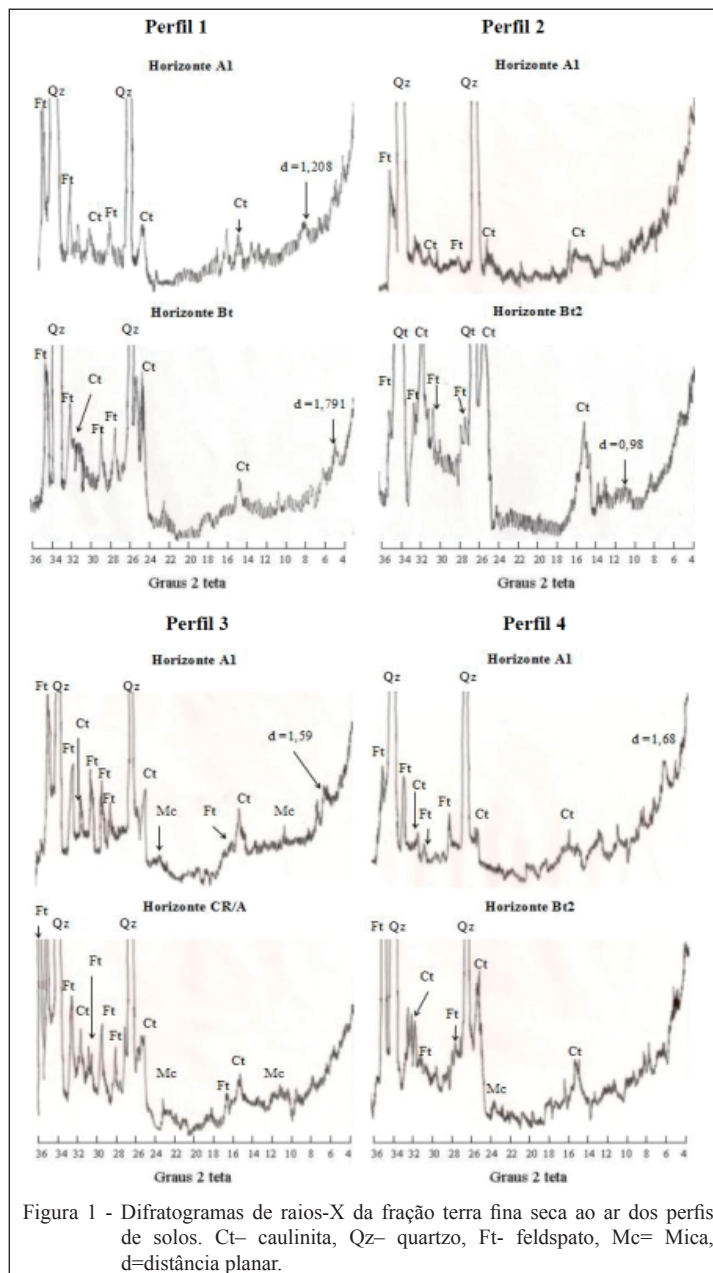 Perfil 1 Perfil 2
Horizonte A1 Horizonte A1
Ft Qz Qz Qz Qz
Ft Ct Ft Ct Ct d=1,208 Ft Ct Ft Ct Ct
Horizonte Bt Horizonte Bt2
Ft Qz Qz Qt Ct Qt Ct
Ft Ct Ft Ft Ct Ct d=1,791 Ft Ft Ft Ct d=0,98
36 32 30 28 26 24 22 20 18 16 14 12 10 8 6 4 36 34 32 30 28 26 24 22 20 18 16 14 12 10 8 6 4
Graus 2 teta Graus 2 teta
Perfil 3 Perfil 4
Horizonte A1 Horizonte A1
Ft Qz Qz Qz Qz
Ft Ct Ft Ft Ft Ct Mc Ft Ct Mc d=1,59 Ft Ft Ct Ft Ft Ct Ct d=1,68
Horizonte CR/A Horizonte Bt2
Ft Qz Qz Ft Qz Qz
Ft Ct Ft Ft Ft Ct Mc Ft Ct Mc Ct Ft Ft Ct Mc Ct
36 34 32 30 28 26 24 22 20 18 16 14 12 10 8 6 4 36 34 32 30 28 26 24 22 20 18 16 14 12 10 8 6 4
Graus 2 teta Graus 2 teta
Figura 1 - Difratogramas de raios-X da fração terra fina seca ao ar dos perfis
de solos. Ct– caulinita, Qz– quartzo, Ft- feldspato, Mc= Mica,
d=distância planar.